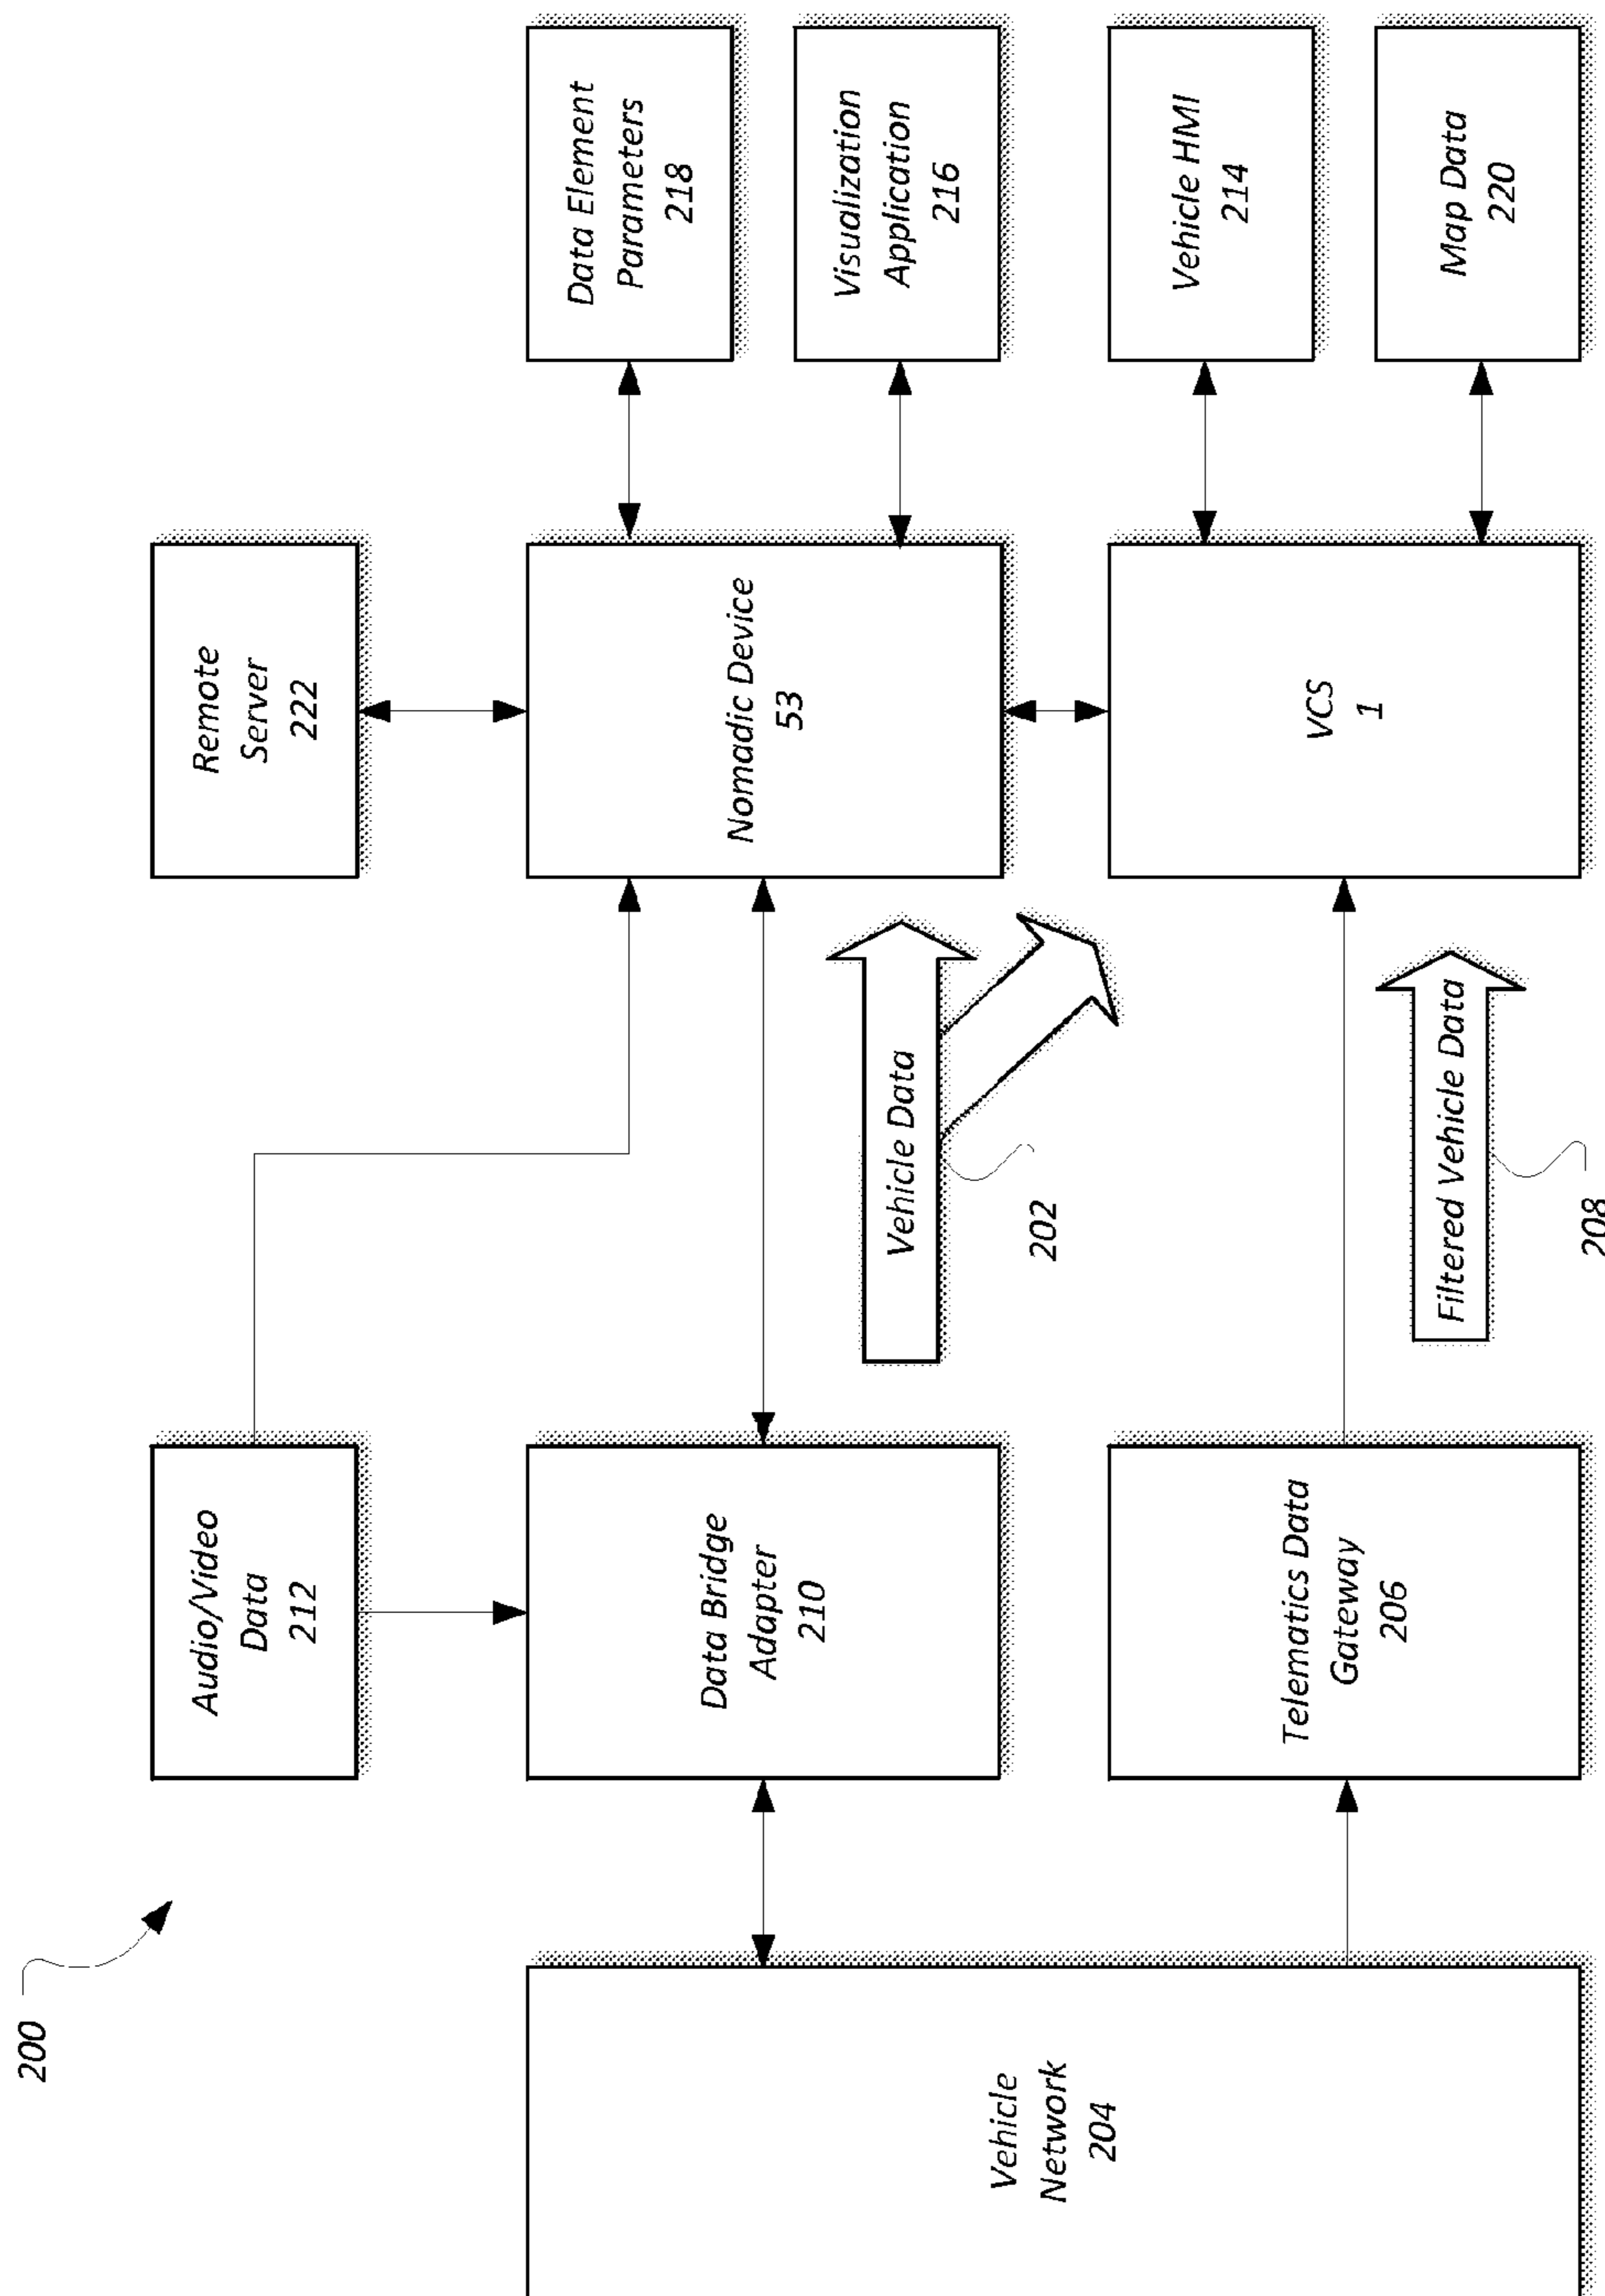 200
Audio/Video
Data
212
Remote
Server
222
Vehicle
Network
204
Data Bridge
Adapter
210
Nomadic Device
53
Data Element
Parameters
218
Vehicle Data
202
Visualization
Application
216
Telematics Data
Gateway
206
VCS
1
Vehicle HMI
214
Filtered Vehicle Data
208
Map Data
220